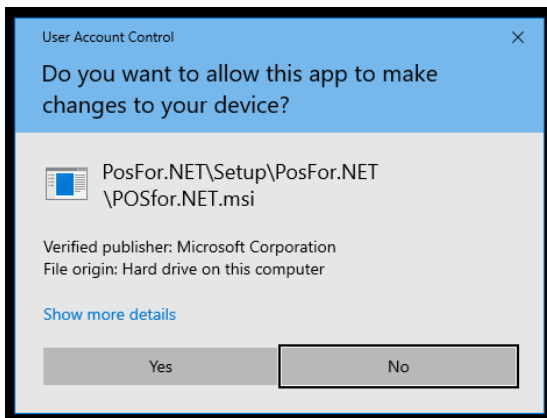 User Account Control
Do you want to allow this app to make
changes to your device?
PosFor.NET\Setup\PosFor.NET
\POSfor.NET.msi
Verified publisher: Microsoft Corporation
File origin: Hard drive on this computer
Show more details
Yes
No